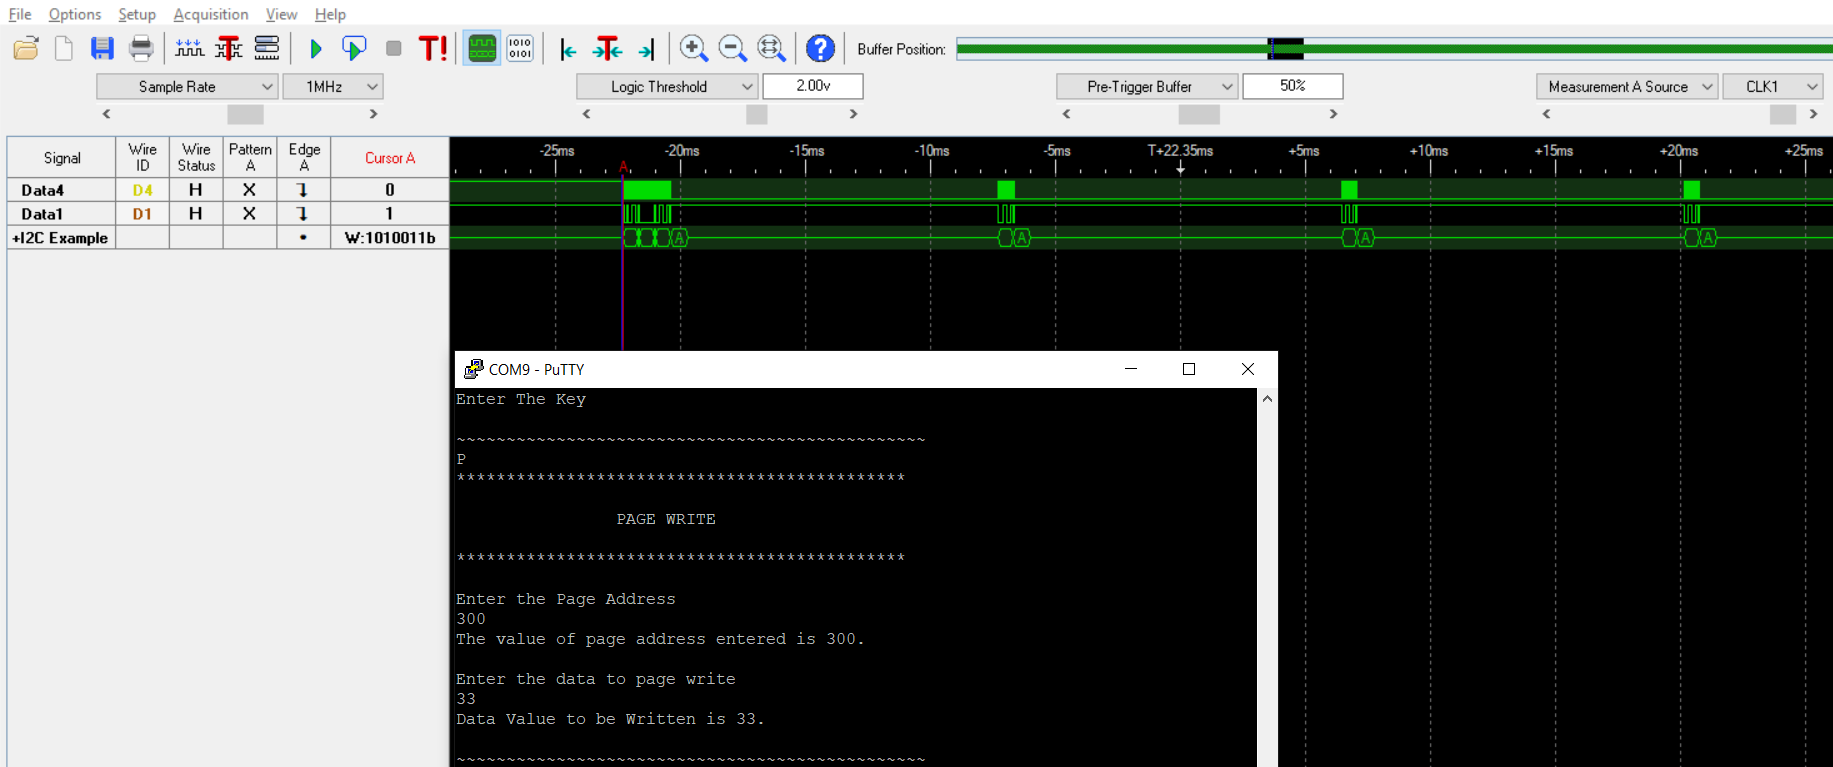 File Options Setup Acquisition View Help
T! 1010 0101 ? Buffer Position:
Sample Rate 1MHz Logic Threshold 2.00v Pre-Trigger Buffer 50% Measurement A Source CLK1
Signal Wire ID Wire Status Pattern A Edge A Cursor A
-25ms -20ms -15ms -10ms -5ms T+22.35ms +5ms +10ms +15ms +20ms +25ms
A
Data4 D4 H X 0
Data1 D1 H X 1
+I2C Example W:1010011b A A A A
COM9 - PuTTY
Enter The Key
~~~~~~~~~~~~~~~~~~~~~~~~~~~~~~~~~~~~~~~~~~~~~~~
P
*********************************************
PAGE WRITE
*********************************************
Enter the Page Address
300
The value of page address entered is 300.
Enter the data to page write
33
Data Value to be Written is 33.
~~~~~~~~~~~~~~~~~~~~~~~~~~~~~~~~~~~~~~~~~~~~~~~